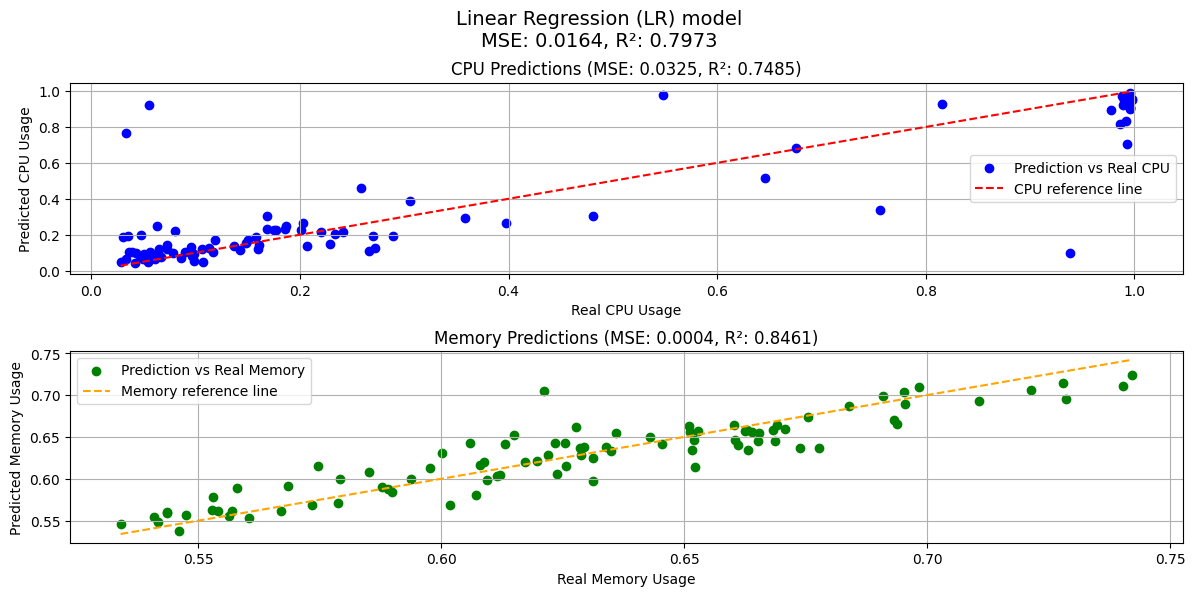 Linear Regression (LR) model
MSE: 0.0164, R²: 0.7973
CPU Predictions (MSE: 0.0325, R²: 0.7485)
Predicted CPU Usage
1.0
0.8
0.6
0.4
0.2
0.0
Prediction vs Real CPU
CPU reference line
0.0 0.2 0.4 0.6 0.8 1.0
Real CPU Usage
Memory Predictions (MSE: 0.0004, R²: 0.8461)
Predicted Memory Usage
0.75
0.70
0.65
0.60
0.55
Prediction vs Real Memory
Memory reference line
0.55 0.60 0.65 0.70 0.75
Real Memory Usage